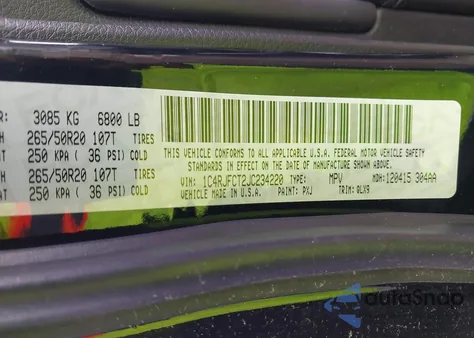 R: 3085 KG 6800 LB
H 265/50R20 107T TIRES
AT 250 KPA ( 36 PSI) COLD
H 265/50R20 107T TIRES
AT 250 KPA ( 36 PSI) COLD
THIS VEHICLE CONFORMS TO ALL APPLICABLE U.S.A. FEDERAL MOTOR VEHICLE SAFETY
STANDARDS IN EFFECT ON THE DATE OF MANUFACTURE SHOWN ABOVE.
VIN: 1C4RJFCT2JC234220 TYPE: MPV MDH:120415 304AA
VEHICLE MADE IN U.S.A. PAINT: PXJ TRIM: QLX9
AutoSnap